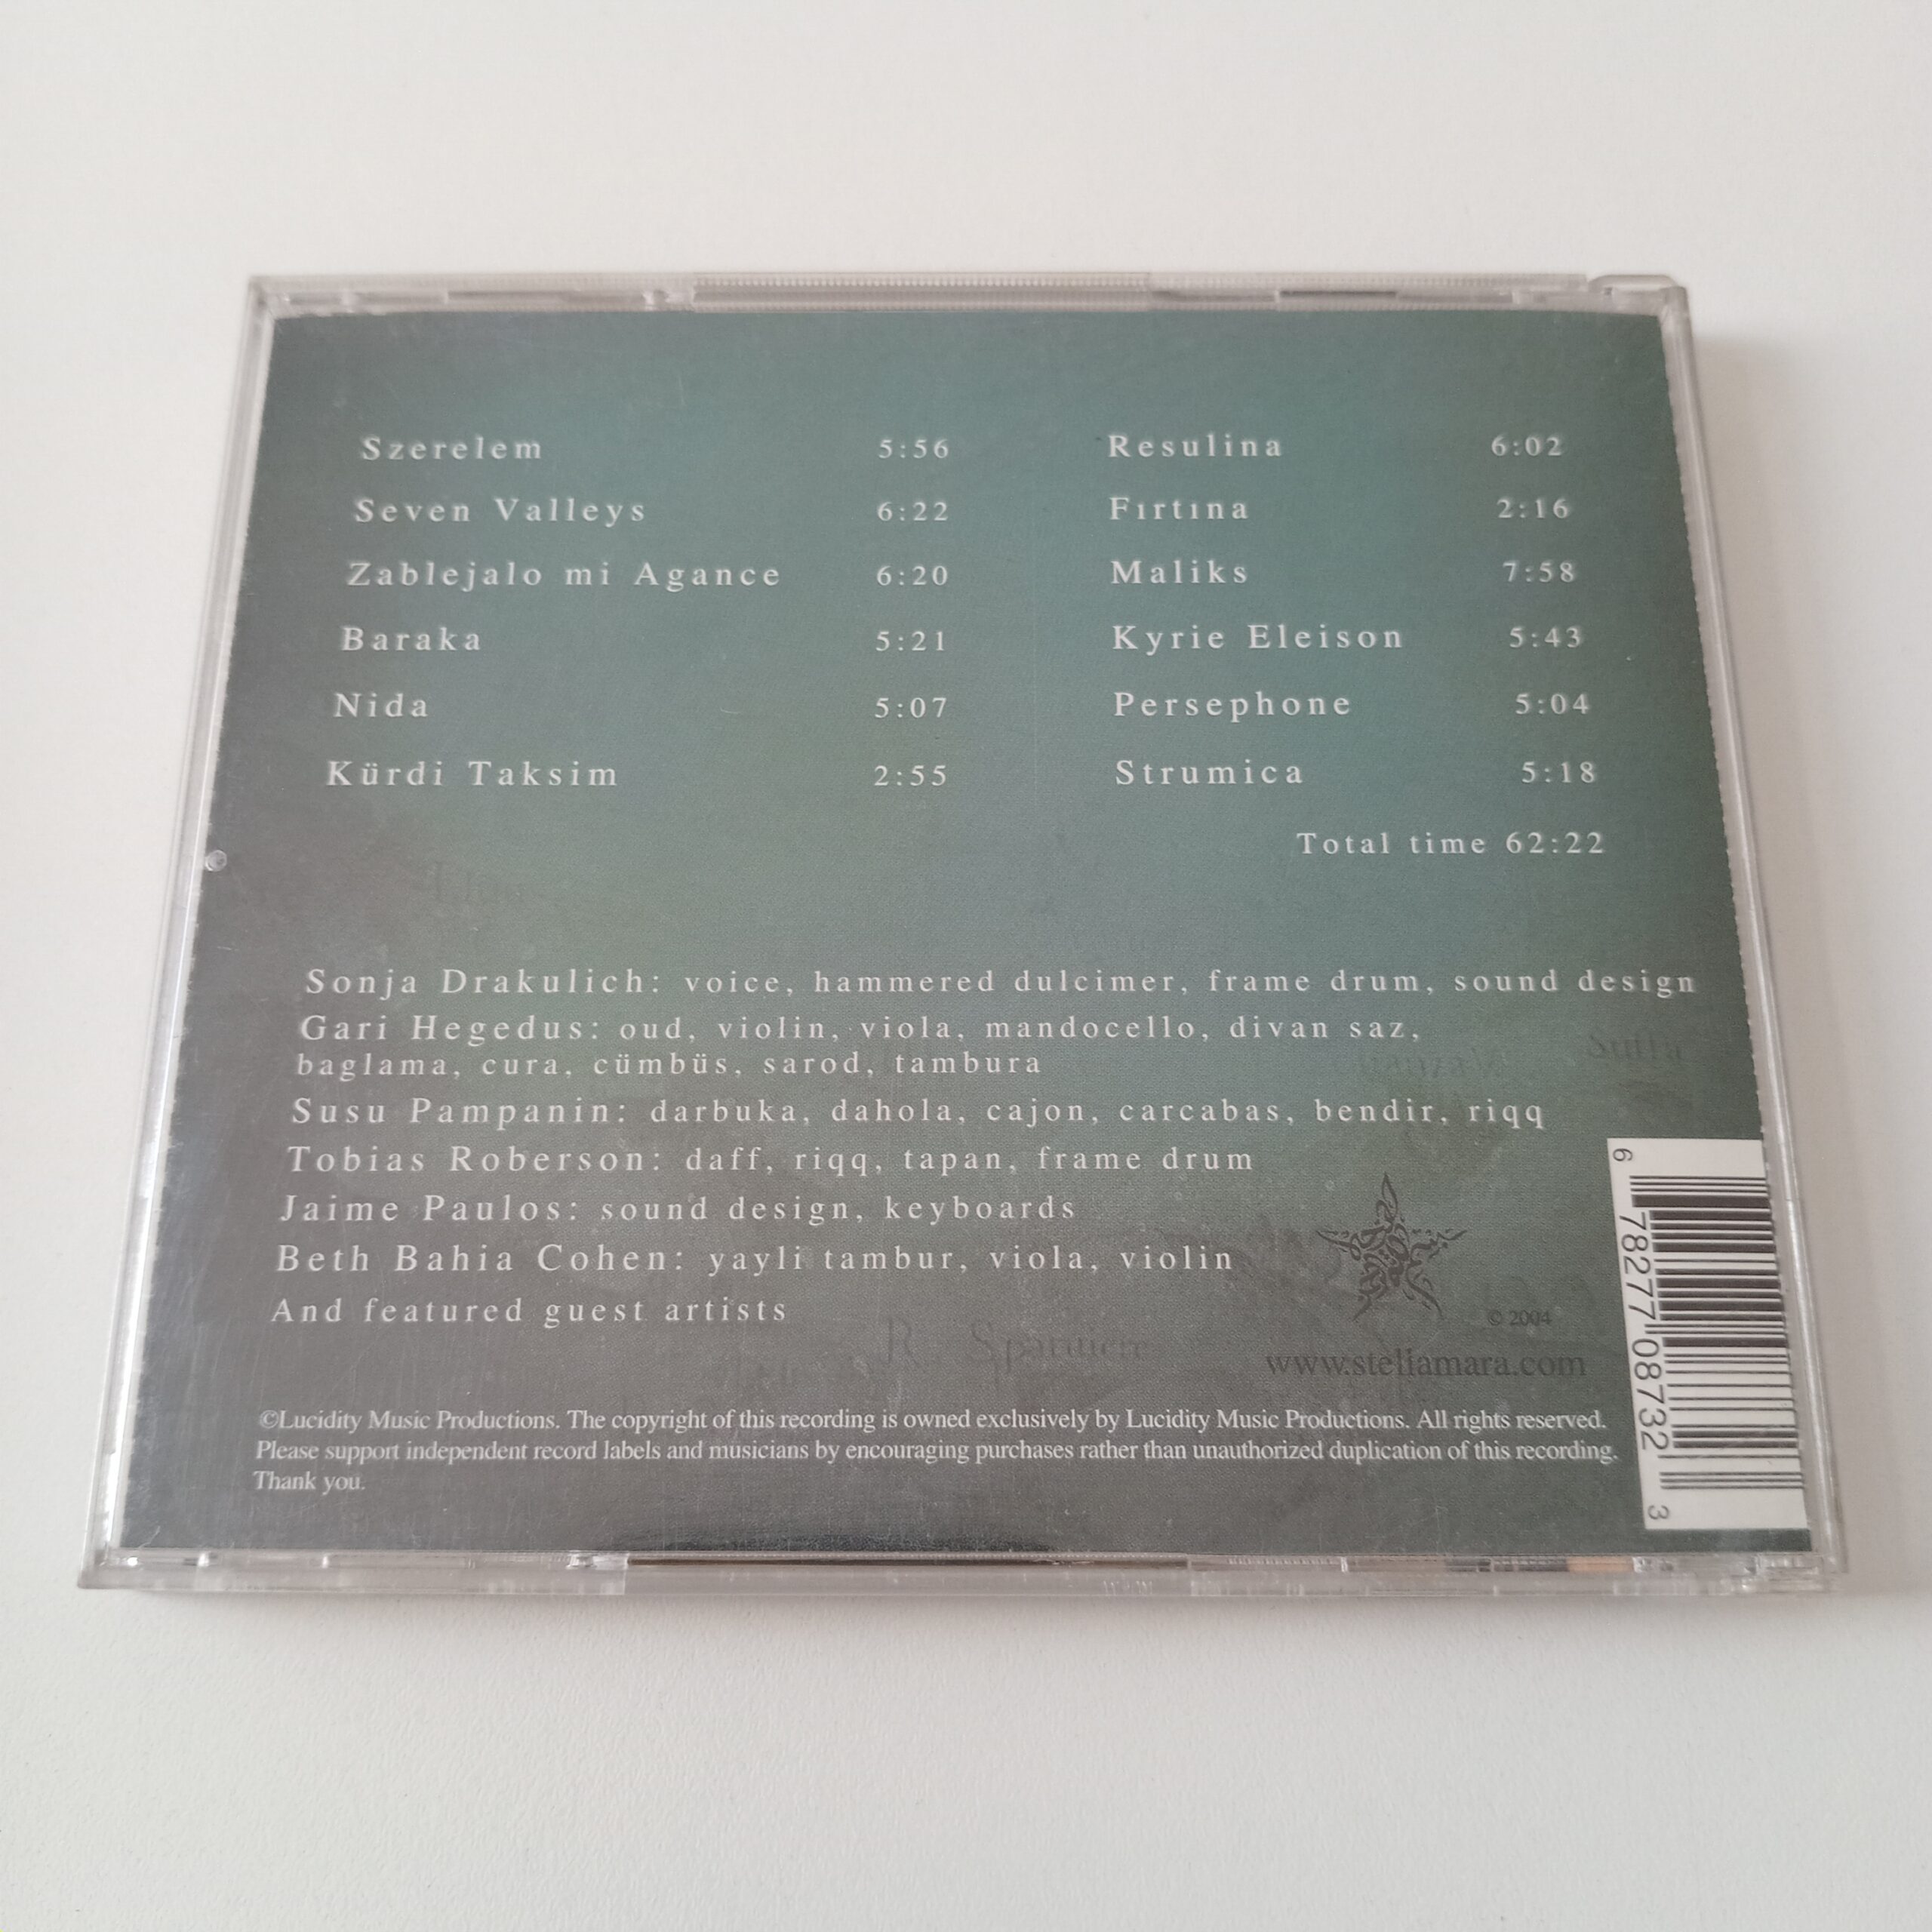 Szerelem 5:56
Seven Valleys 6:22
Zablejalo mi Agance 6:20
Baraka 5:21
Nida 5:07
Kürdi Taksim 2:55
Resulina 6:02
Fırtına 2:16
Maliks 7:58
Kyrie Eleison 5:43
Persephone 5:04
Strumica 5:18
Total time 62:22
Sonja Drakulich: voice, hammered dulcimer, frame drum, sound design
Gari Hegedus: oud, violin, viola, mandocello, divan saz,
baglama, cura, cümbüs, sarod, tambura
Susu Pampanin: darbuka, dahola, cajon, carcabas, bendir, riqq
Tobias Roberson: daff, riqq, tapan, frame drum
Jaime Paulos: sound design, keyboards
Beth Bahia Cohen: yayli tambur, viola, violin
And featured guest artists
© 2004
www.stellamara.com
©Lucidity Music Productions. The copyright of this recording is owned exclusively by Lucidity Music Productions. All rights reserved.
Please support independent record labels and musicians by encouraging purchases rather than unauthorized duplication of this recording.
Thank you.
6 78277 08732 3